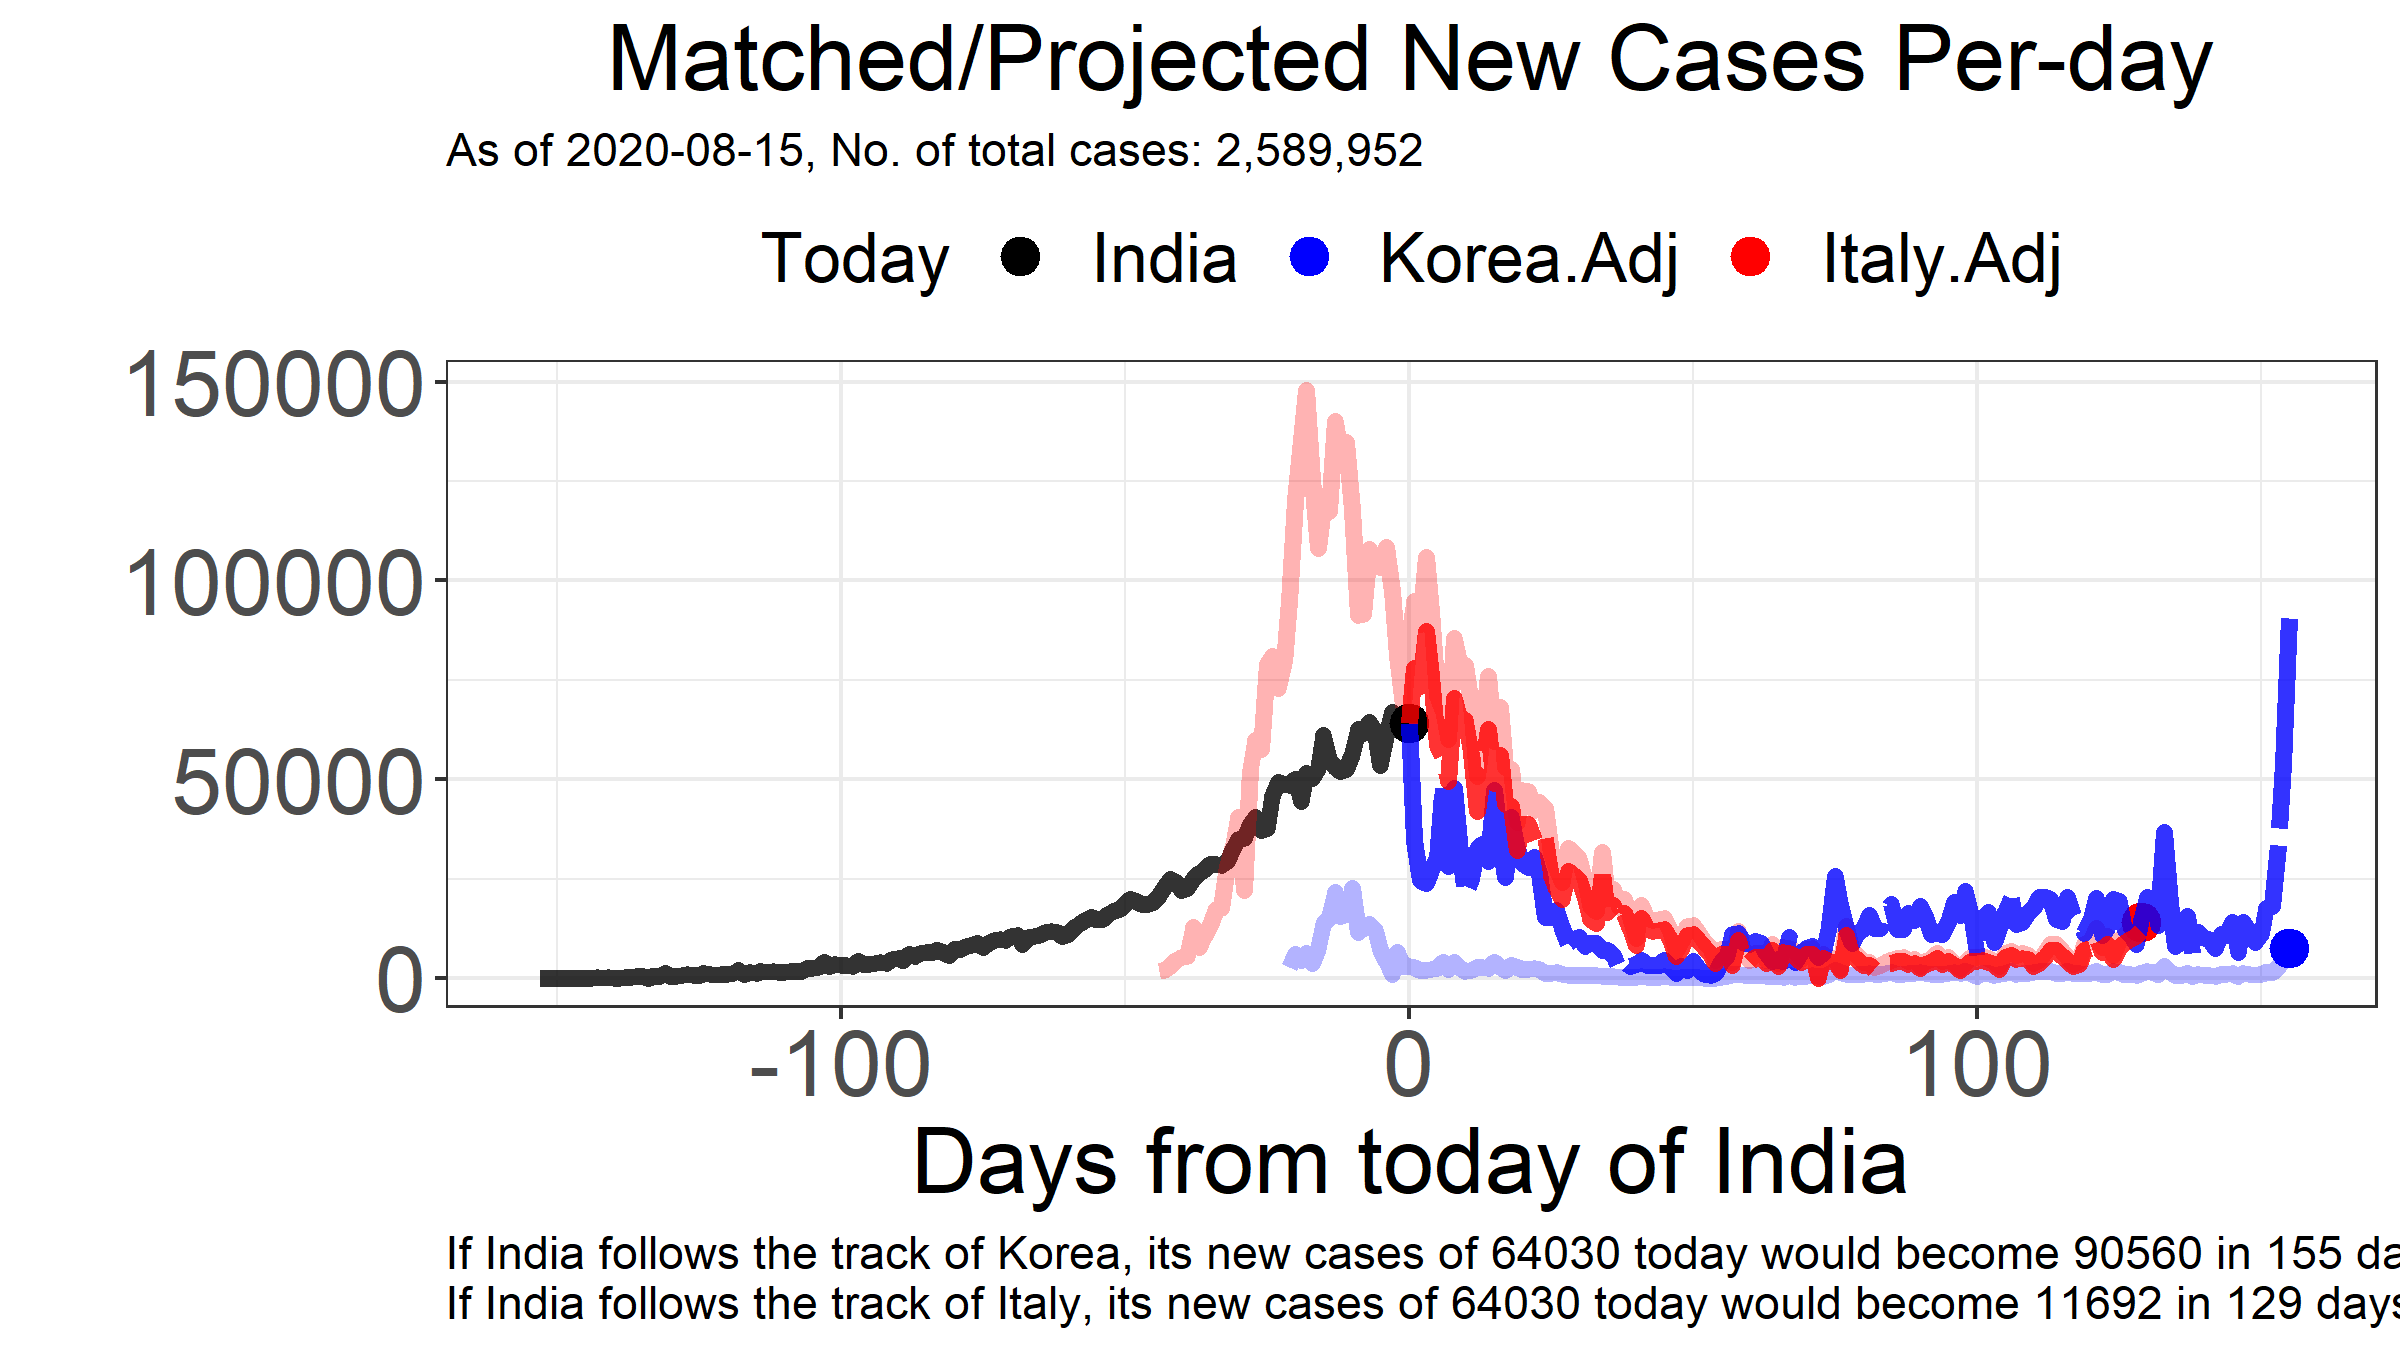 Matched/Projected New Cases Per-day
As of 2020-08-15, No. of total cases: 2,589,952
Today India Korea.Adj Italy.Adj
150000
100000
50000
0
-100 0 100
Days from today of India
If India follows the track of Korea, its new cases of 64030 today would become 90560 in 155
If India follows the track of Italy, its new cases of 64030 today would become 11692 in 129 days